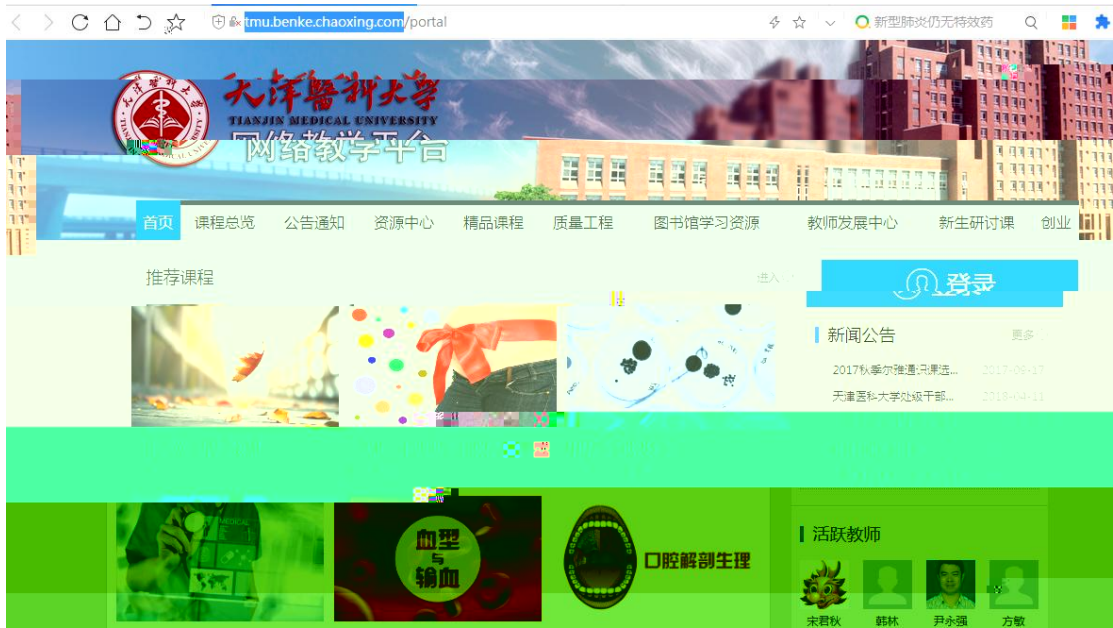 tmu.benke.chaoxing.com/portal
新型肺炎仍无特效药
天津醫科大学
TIANJIN MEDICAL UNIVERSITY
网络教学平台
首页 课程总览 公告通知 资源中心 精品课程 质量工程 图书馆学习资源 教师发展中心 新生研讨课 创业
推荐课程
进入
登录
新闻公告
更多
2017秋季尔雅通识课选... 2017-09-17
天津医科大学处级干部... 2018-04-11
MEDICAL
血型
与
输血
口腔解剖生理
活跃教师
宋君秋 韩林 尹永强 方敏